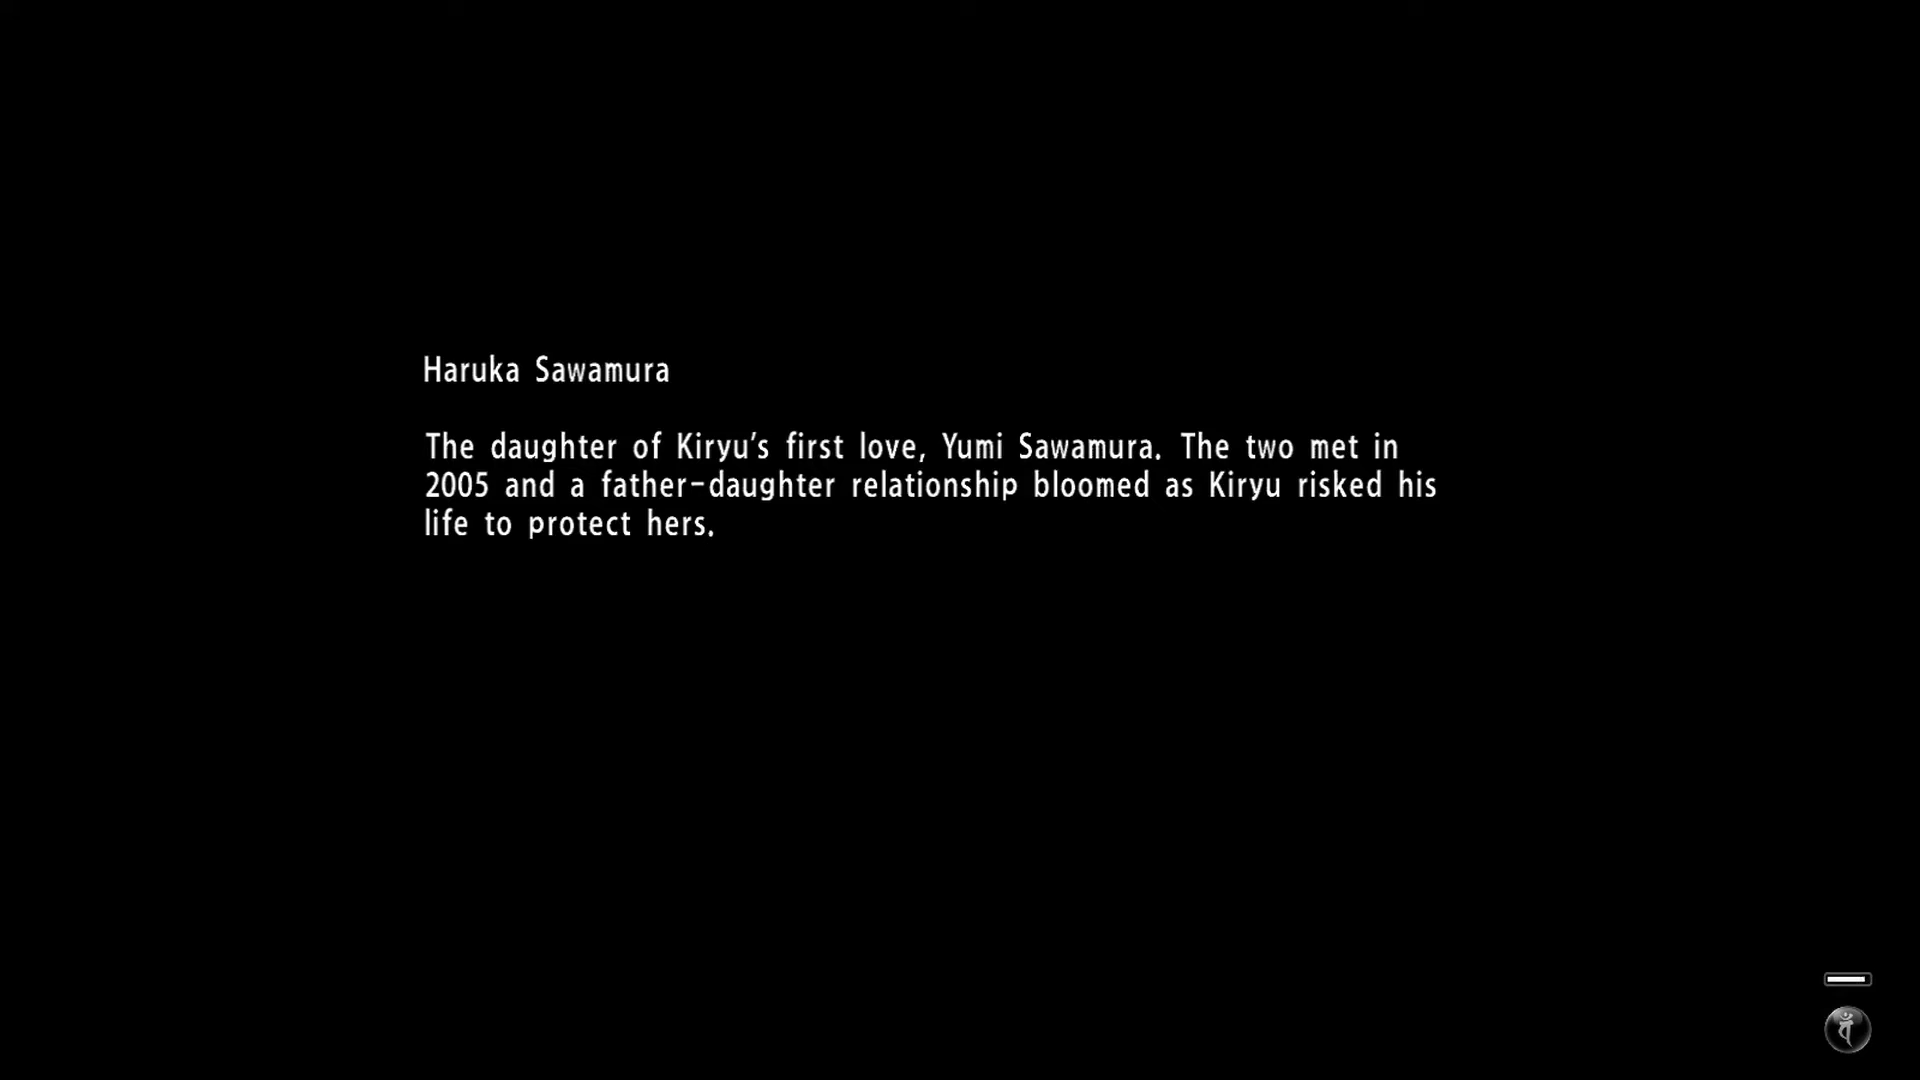 Haruka Sawamura
The daughter of Kiryu's first love, Yumi Sawamura. The two met in
2005 and a father-daughter relationship bloomed as Kiryu risked his
life to protect hers.